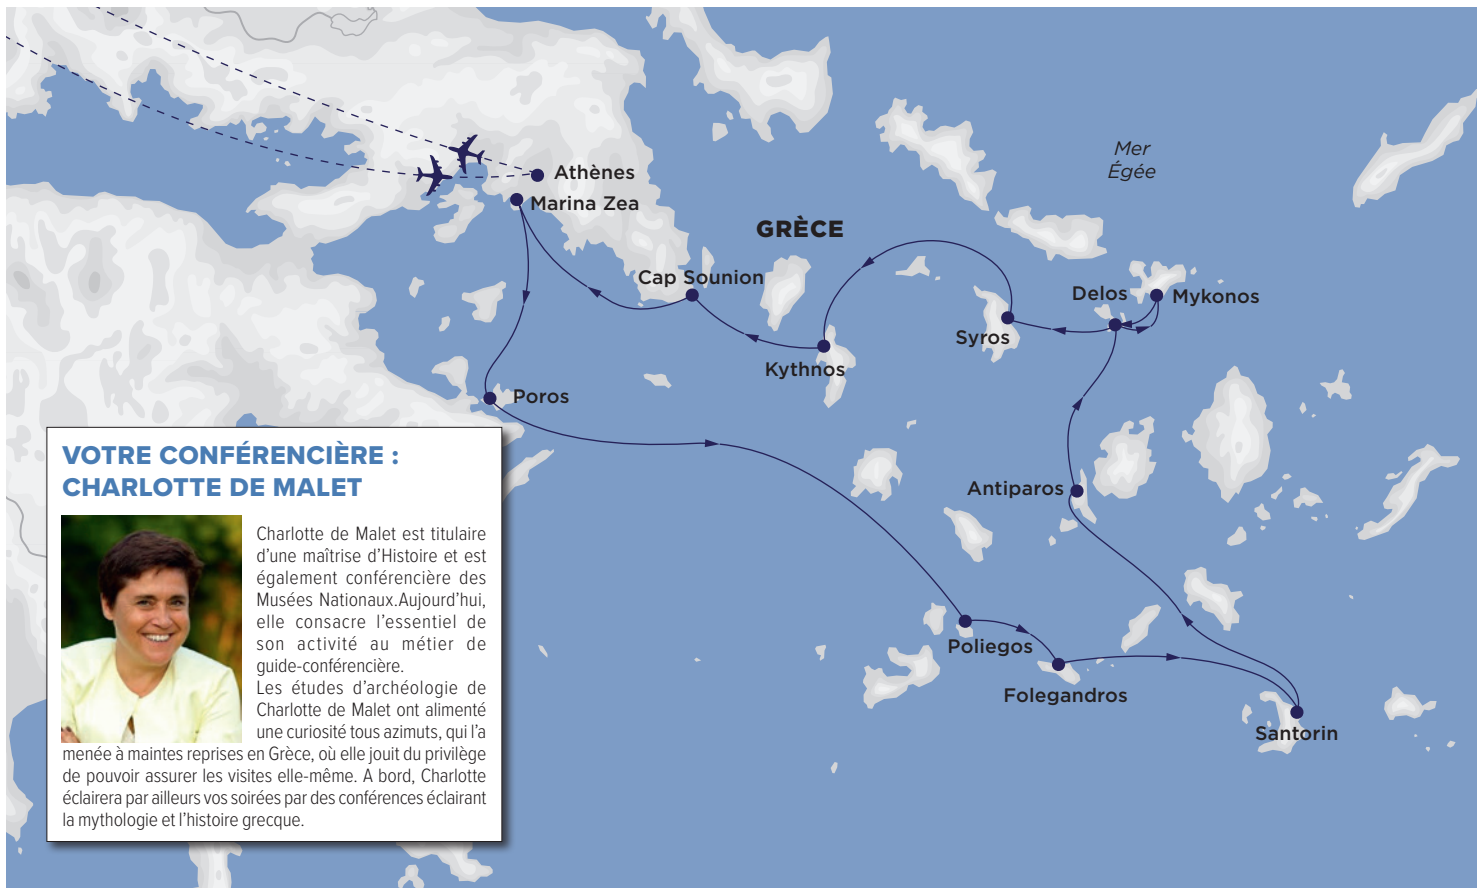 Mer
Égée
Athènes
Marina Zea
GRÈCE
Cap Sounion
Delos
Mykonos
Syros
Kythnos
Poros
Antiparos
Poliegos
Folegandros
Santorin
VOTRE CONFÉRENCIÈRE :
CHARLOTTE DE MALET
Charlotte de Malet est titulaire
d'une maîtrise d'Histoire et est
également conférencière des
Musées Nationaux.Aujourd'hui,
elle consacre l'essentiel de
son activité au métier de
guide-conférencière.
Les études d'archéologie de
Charlotte de Malet ont alimenté
une curiosité tous azimuts, qui l'a
menée à maintes reprises en Grèce, où elle jouit du privilège
de pouvoir assurer les visites elle-même. A bord, Charlotte
éclairera par ailleurs vos soirées par des conférences éclairant
la mythologie et l'histoire grecque.